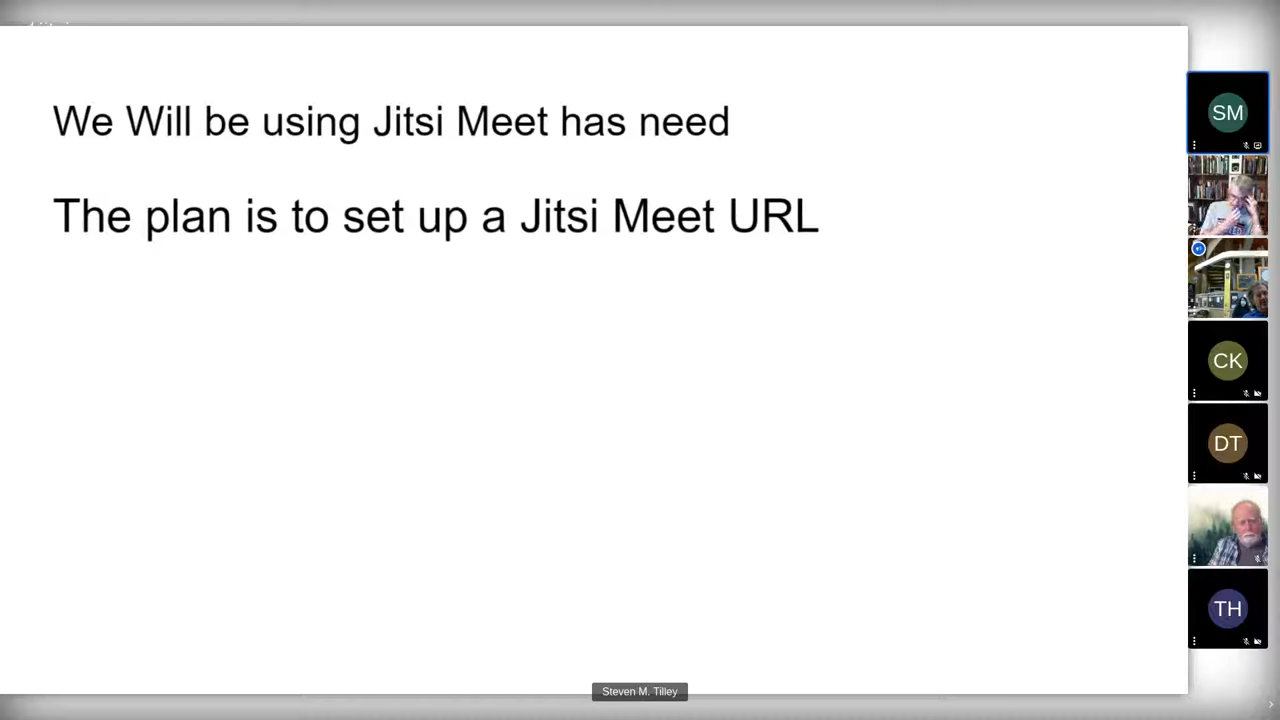 We Will be using Jitsi Meet has need
The plan is to set up a Jitsi Meet URL
SM
CK
DT
TH
Steven M. Tilley